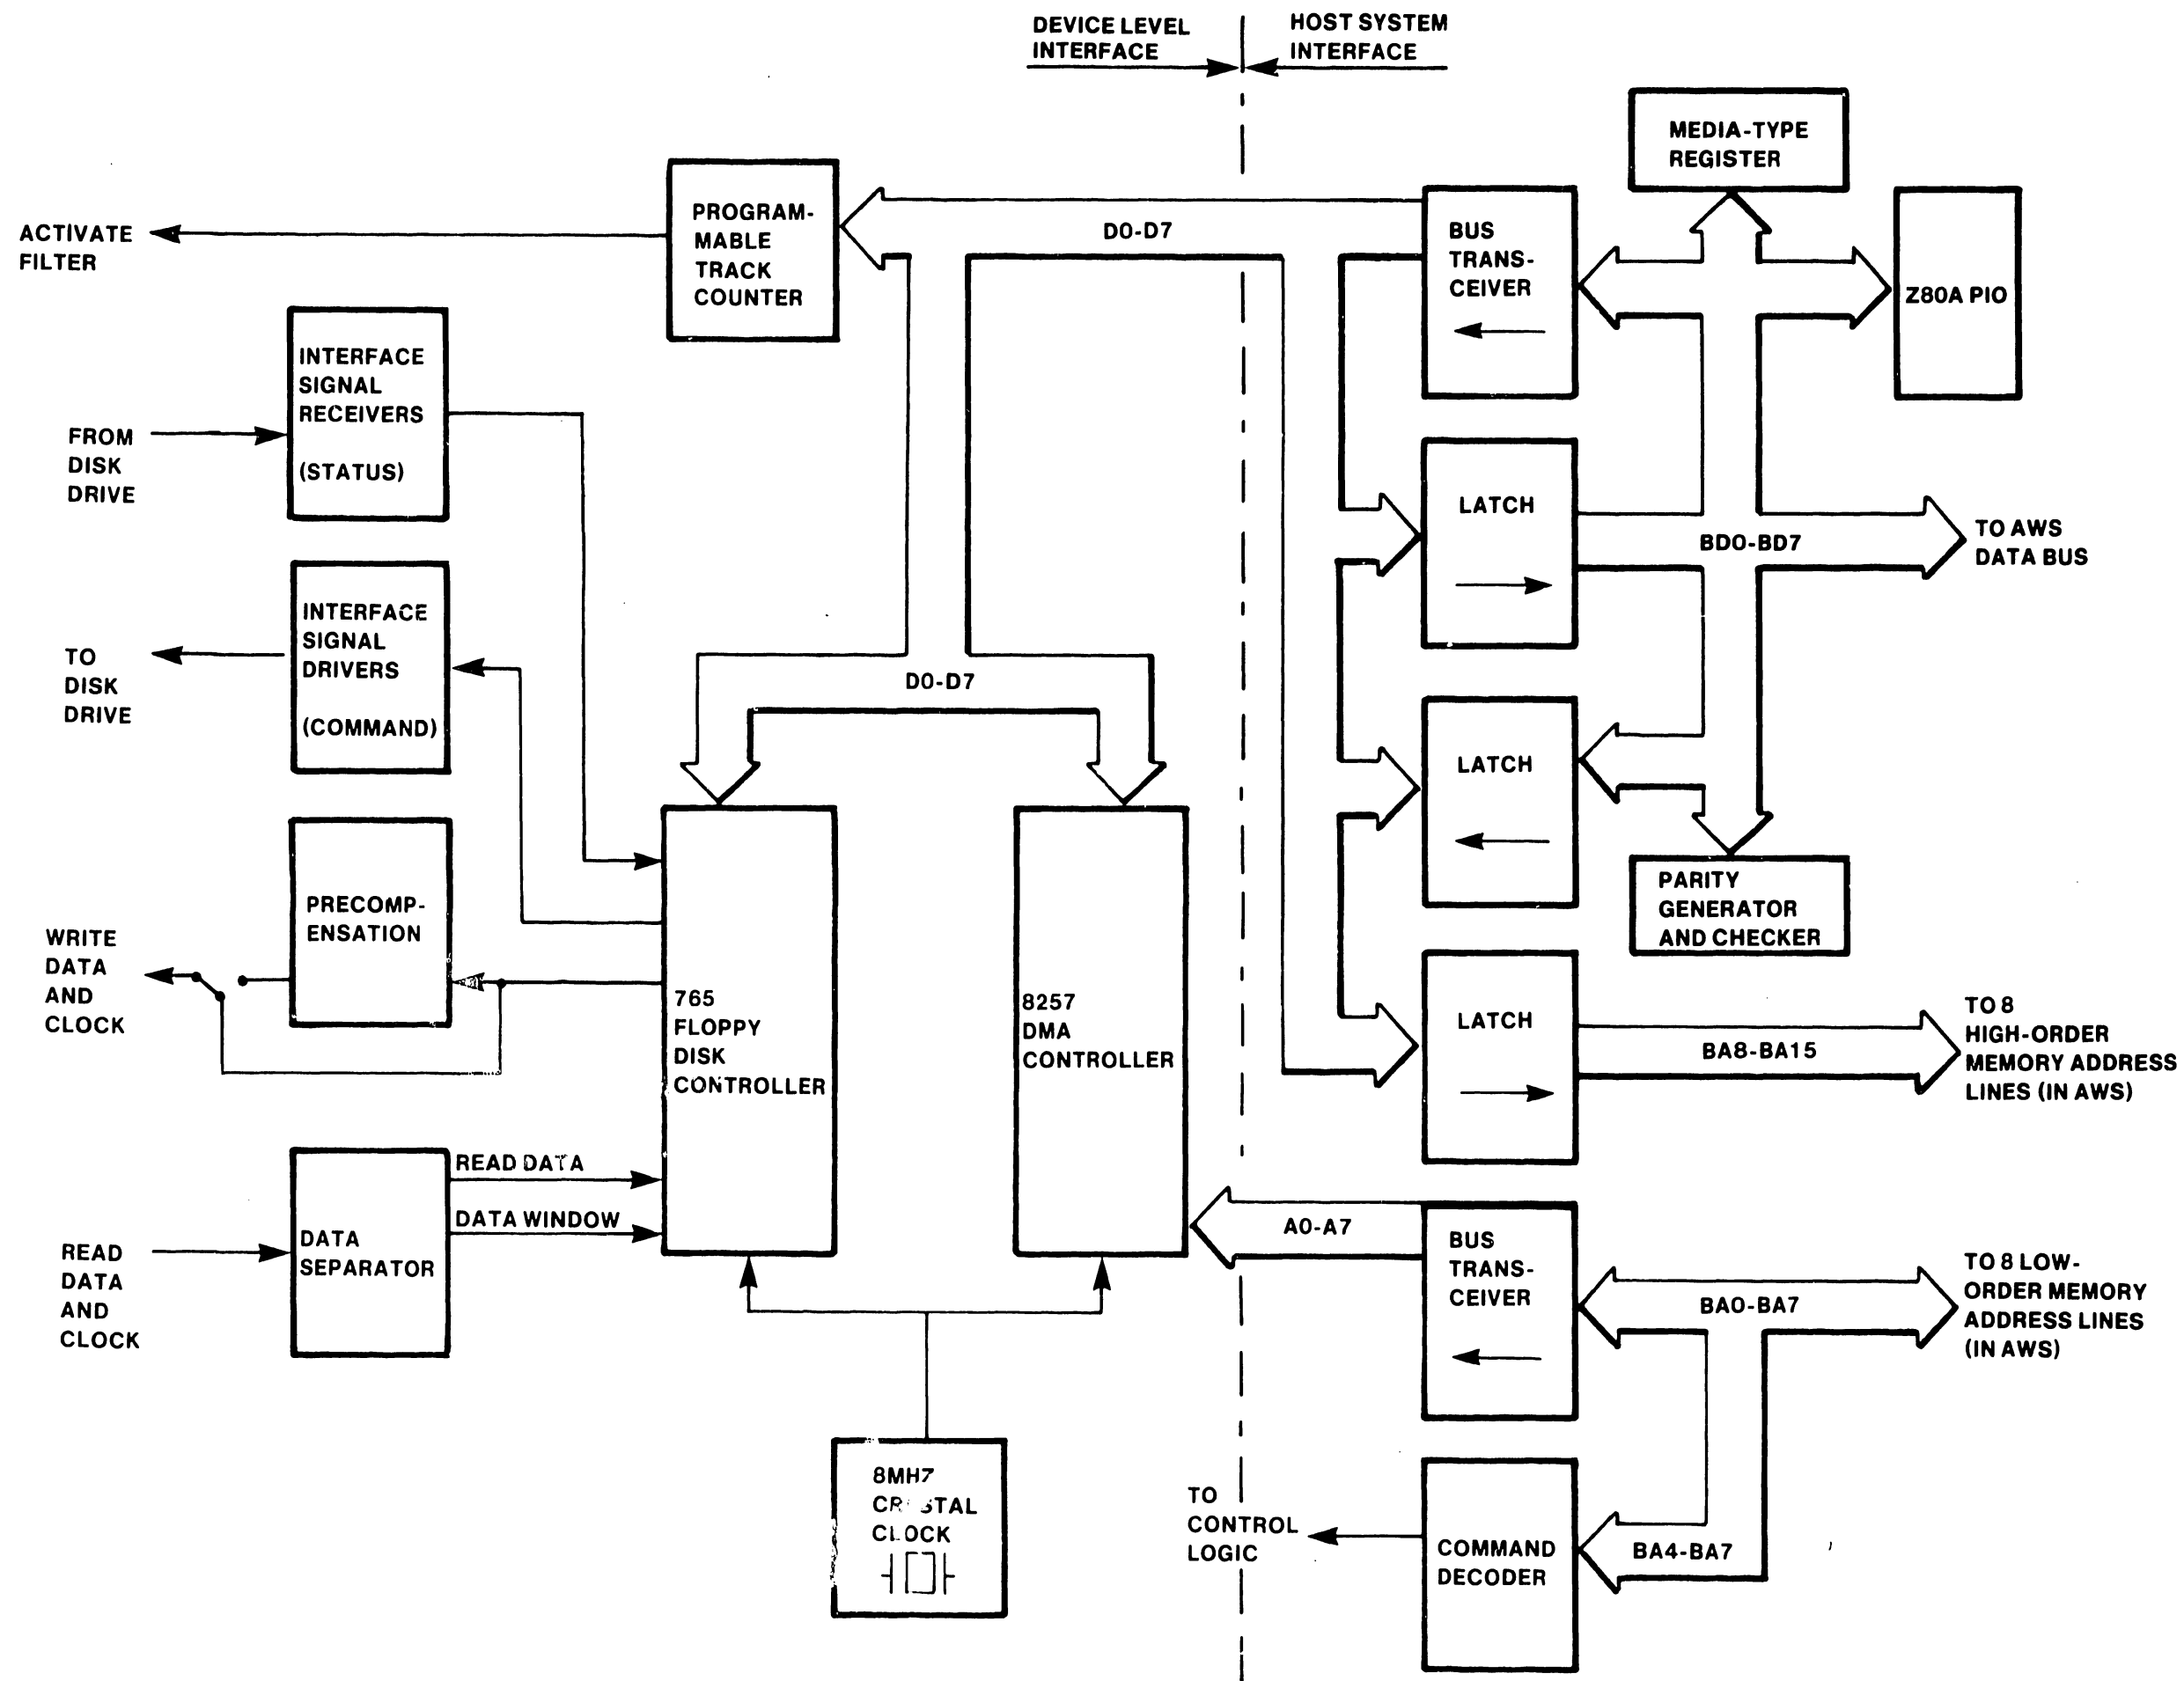 DEVICE LEVEL
INTERFACE
HOST SYSTEM
INTERFACE
MEDIA-TYPE
REGISTER
PROGRAM-
MABLE
TRACK
COUNTER
ACTIVATE
FILTER
D0-D7
BUS
TRANS-
CEIVER
Z80A PIO
INTERFACE
SIGNAL
RECEIVERS
(STATUS)
FROM
DISK
DRIVE
LATCH
BD0-BD7
TO AWS
DATA BUS
INTERFACE
SIGNAL
DRIVERS
(COMMAND)
TO
DISK
DRIVE
D0-D7
LATCH
PARITY
GENERATOR
AND CHECKER
PRECOMP-
ENSATION
WRITE
DATA
AND
CLOCK
765
FLOPPY
DISK
CONTROLLER
8257
DMA
CONTROLLER
LATCH
BA8-BA15
TO 8
HIGH-ORDER
MEMORY ADDRESS
LINES (IN AWS)
READ DATA
DATA WINDOW
DATA
SEPARATOR
READ
DATA
AND
CLOCK
A0-A7
BUS
TRANS-
CEIVER
BA0-BA7
TO 8 LOW-
ORDER MEMORY
ADDRESS LINES
(IN AWS)
8MHZ
CRYSTAL
CLOCK
TO
CONTROL
LOGIC
COMMAND
DECODER
BA4-BA7